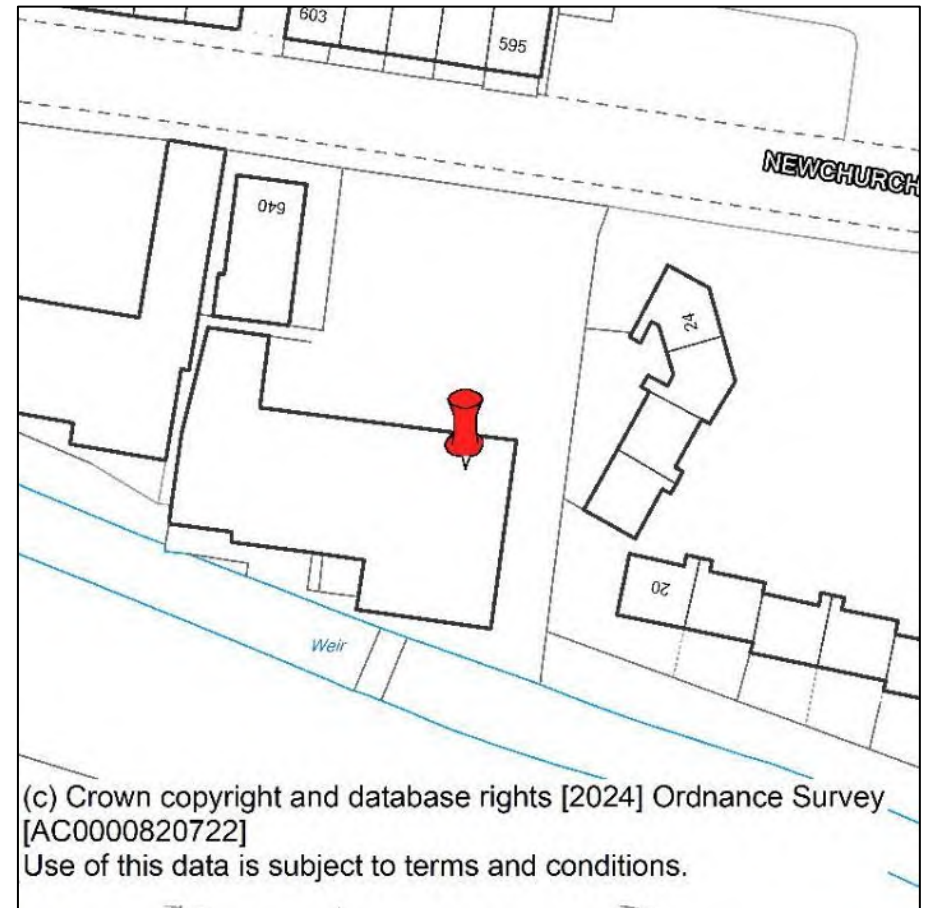 603
595
NEWCHURCH
640
24
20
Weir
(c) Crown copyright and database rights [2024] Ordnance Survey
[AC0000820722]
Use of this data is subject to terms and conditions.